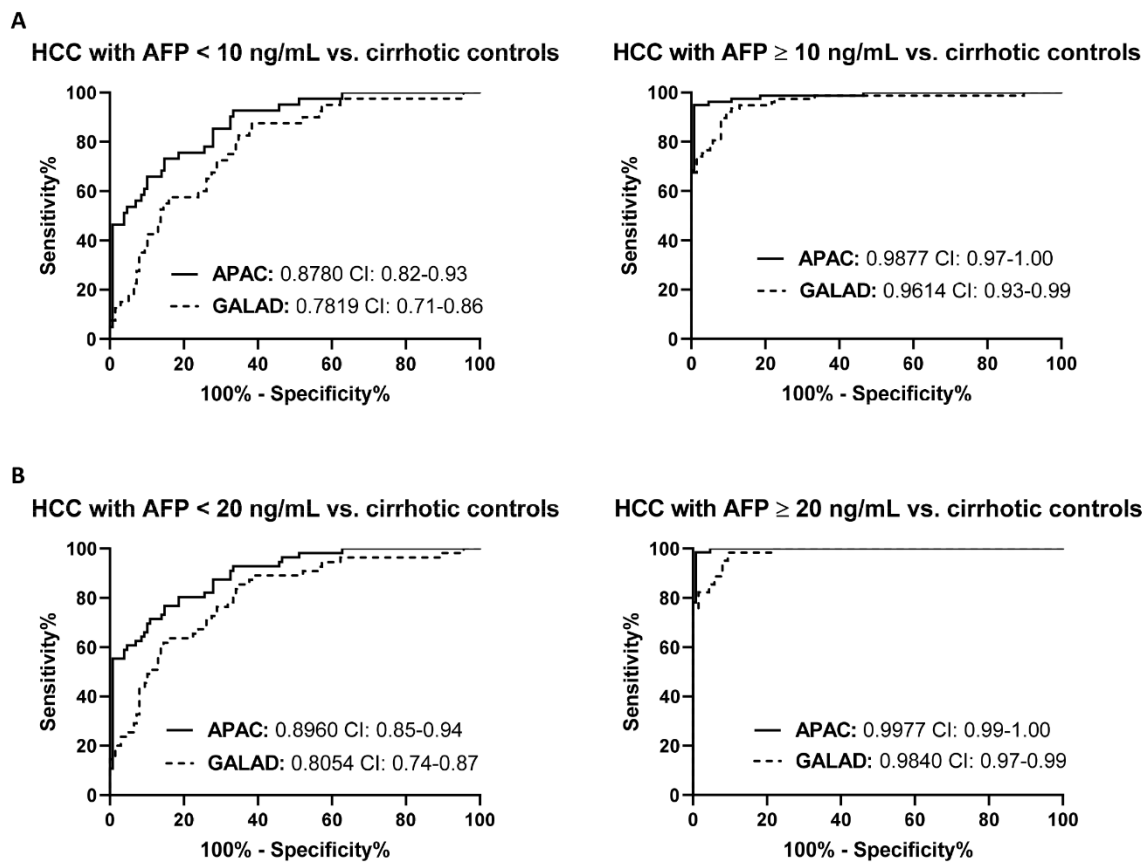 A
HCC with AFP < 10 ng/mL vs. cirrhotic controls
100
80
60
40
20
0
Sensitivity%
APAC: 0.8780 CI: 0.82-0.93
GALAD: 0.7819 CI: 0.71-0.86
0 20 40 60 80 100
100% - Specificity%
HCC with AFP ≥ 10 ng/mL vs. cirrhotic controls
100
80
60
40
20
0
Sensitivity%
APAC: 0.9877 CI: 0.97-1.00
GALAD: 0.9614 CI: 0.93-0.99
0 20 40 60 80 100
100% - Specificity%
B
HCC with AFP < 20 ng/mL vs. cirrhotic controls
100
80
60
40
20
0
Sensitivity%
APAC: 0.8960 CI: 0.85-0.94
GALAD: 0.8054 CI: 0.74-0.87
0 20 40 60 80 100
100% - Specificity%
HCC with AFP ≥ 20 ng/mL vs. cirrhotic controls
100
80
60
40
20
0
Sensitivity%
APAC: 0.9977 CI: 0.99-1.00
GALAD: 0.9840 CI: 0.97-0.99
0 20 40 60 80 100
100% - Specificity%